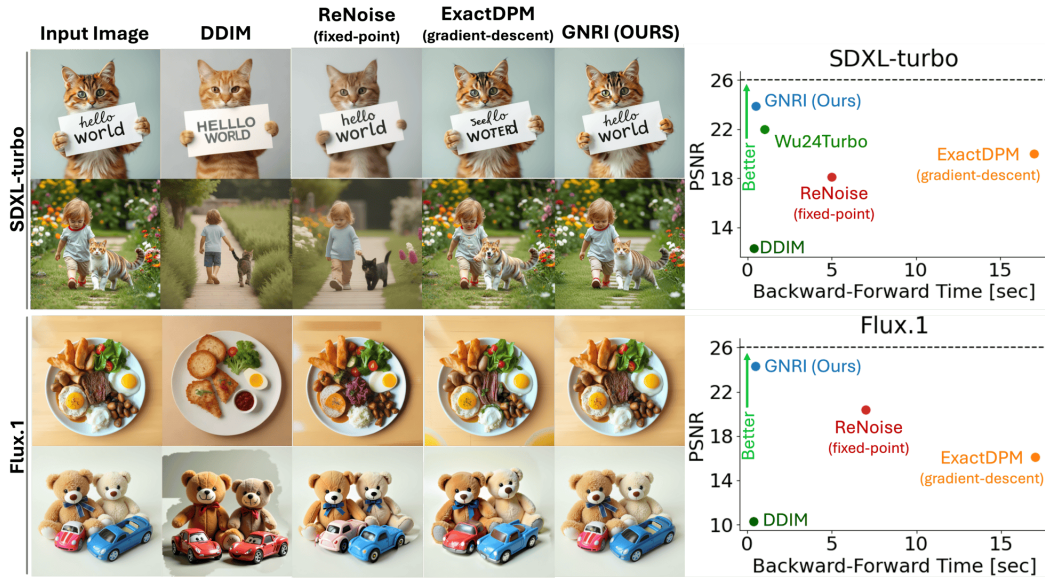 Input Image
DDIM
ReNoise
(fixed-point)
ExactDPM
(gradient-descent)
GNRI (OURS)
SDXL-turbo
hello
world
HELLLO
WORLD
hello
world
Seello
WOTERD
hello
world
SDXL-turbo
26
22
18
14
PSNR
Better
GNRI (Ours)
Wu24Turbo
ExactDPM
(gradient-descent)
ReNoise
(fixed-point)
DDIM
0
5
10
15
Backward-Forward Time [sec]
Flux.1
Flux.1
26
22
18
14
10
PSNR
Better
GNRI (Ours)
ReNoise
(fixed-point)
ExactDPM
(gradient-descent)
DDIM
0
5
10
15
Backward-Forward Time [sec]